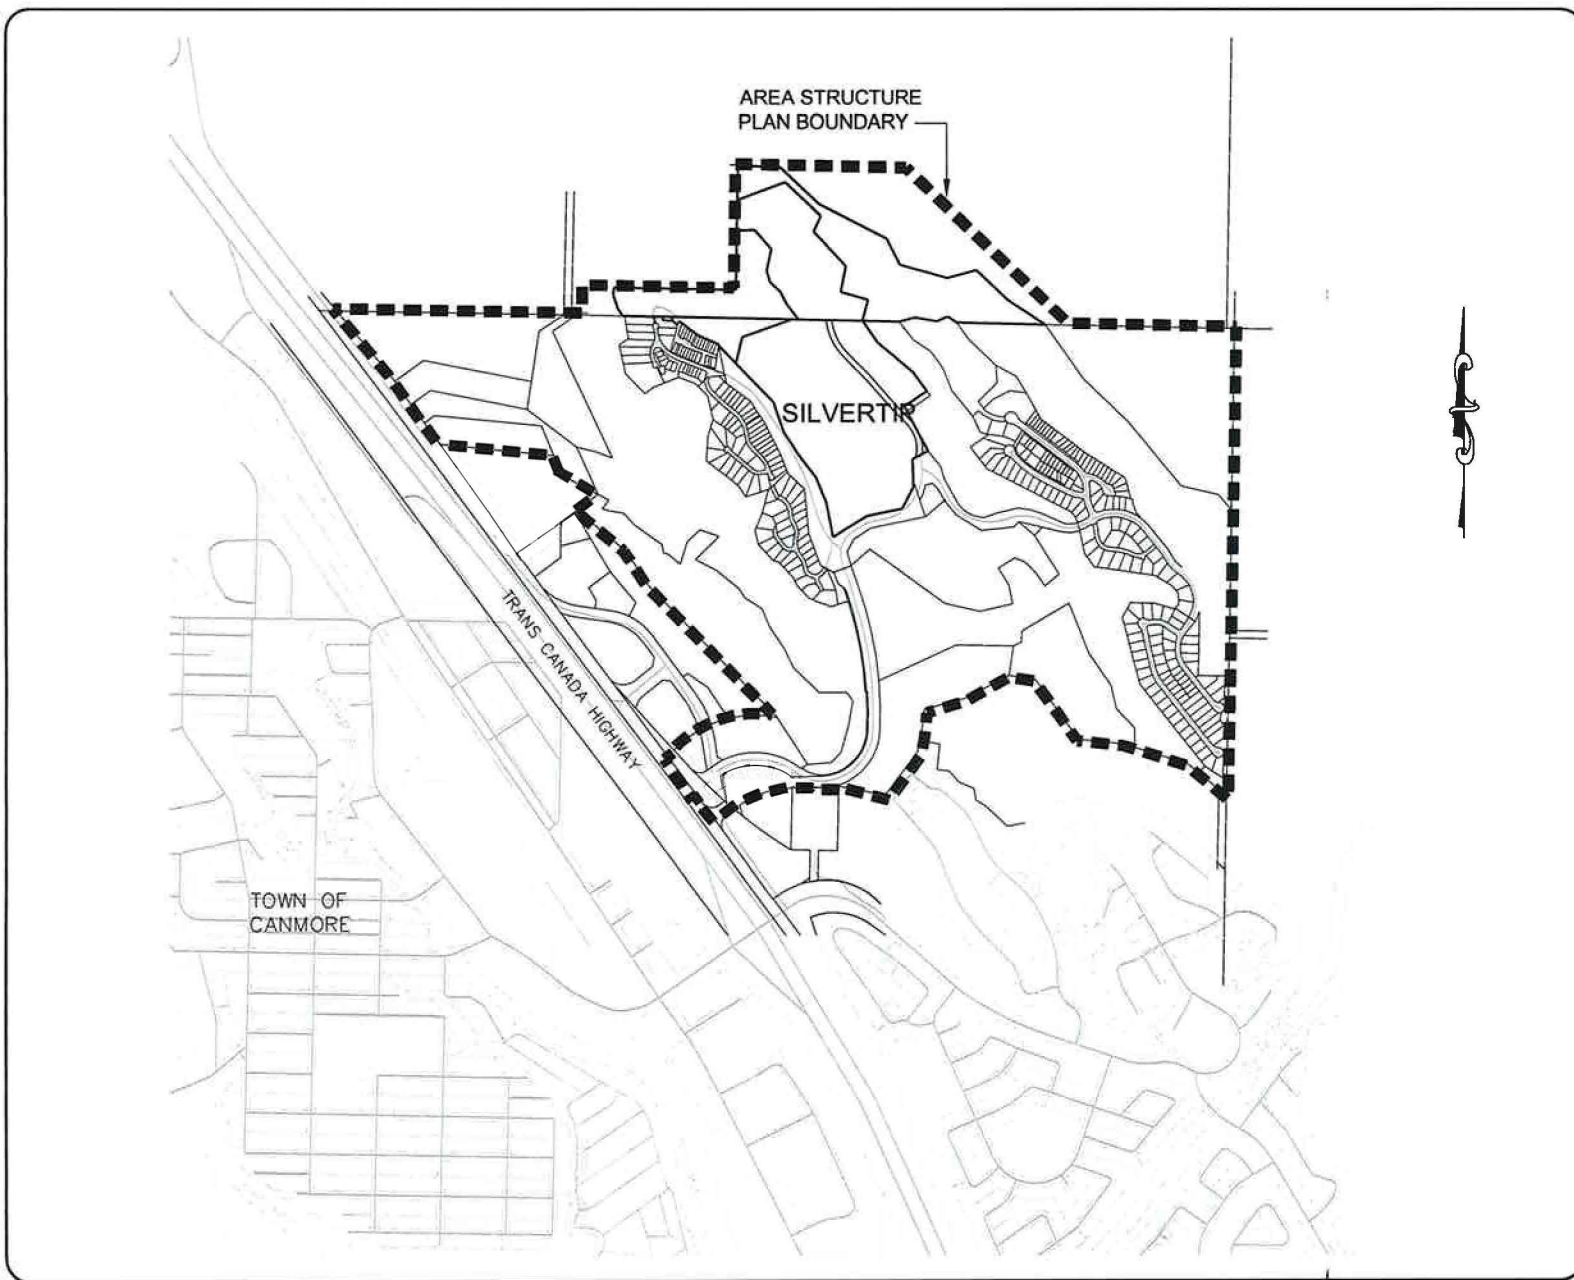 AREA STRUCTURE
PLAN BOUNDARY
SILVERTIP
TRANS CANADA HIGHWAY
TOWN OF
CANMORE